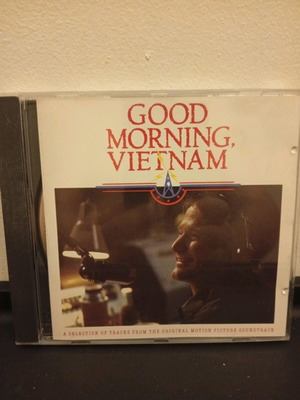 GOOD
MORNING,
VIETNAM
A SELECTION OF TRACKS FROM THE ORIGINAL MOTION PICTURE SOUNDTRACK